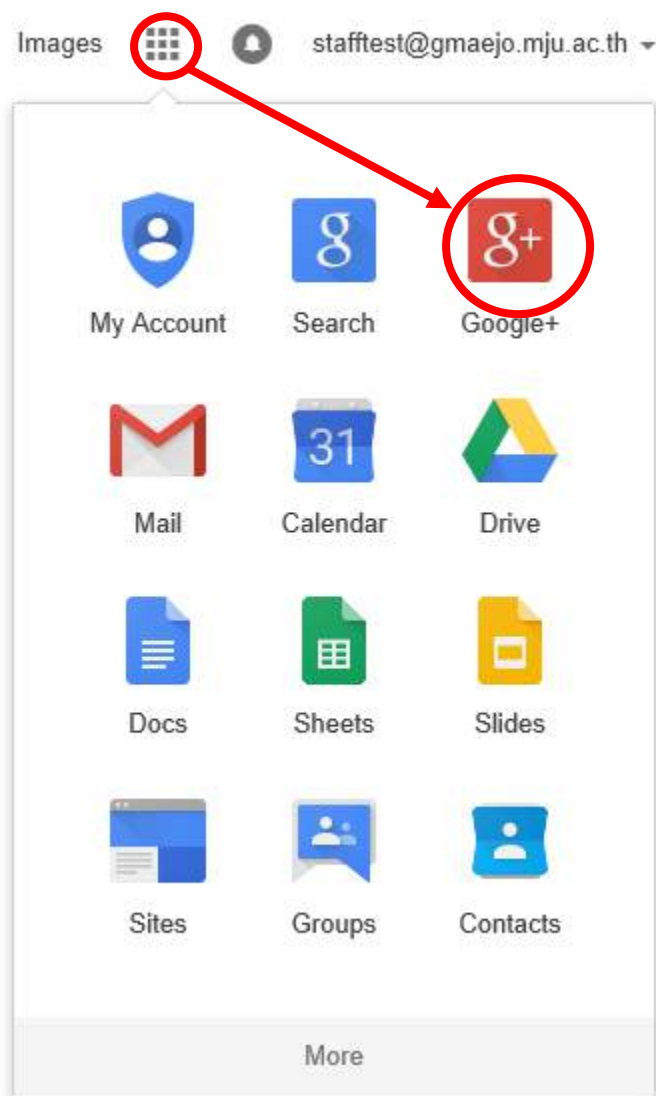 Images stafftest@gmaejo.mju.ac.th
g g+
My Account Search Google+
31
Mail Calendar Drive
Docs Sheets Slides
Sites Groups Contacts
More